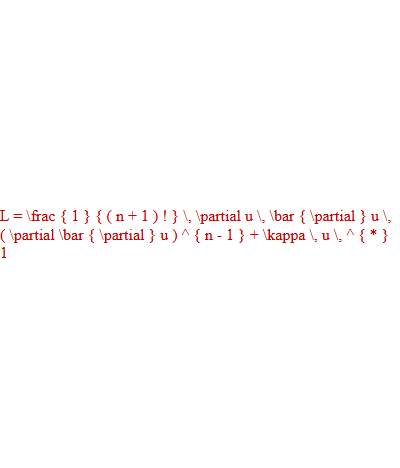 L = \frac { 1 } { ( n + 1 ) ! } \, \partial u \, \bar { \partial } u \,
( \partial \bar { \partial } u ) ^ { n - 1 } + \kappa \, u \, ^ { * }
1